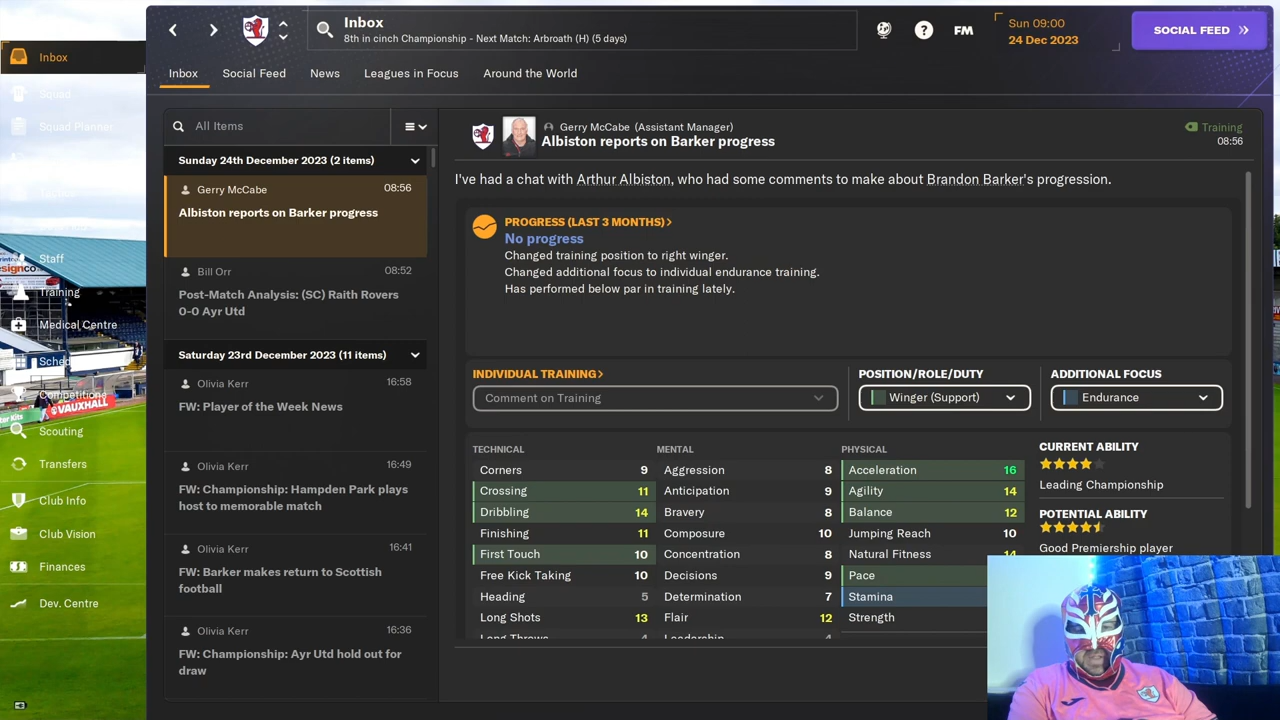 Inbox
8th in cinch Championship - Next Match: Arbroath (H) (5 days)
?
FM
Sun 09:00
24 Dec 2023
SOCIAL FEED
Inbox
Social Feed
News
Leagues in Focus
Around the World
Inbox
Squad
Squad Planner
Staff
Training
Medical Centre
Sched
Competitions
Scouting
Transfers
Club Info
Club Vision
Finances
Dev. Centre
VAUXHALL
All Items
Sunday 24th December 2023 (2 items)
Gerry McCabe 08:56
Albiston reports on Barker progress
Bill Orr 08:52
Post-Match Analysis: (SC) Raith Rovers
0-0 Ayr Utd
Saturday 23rd December 2023 (11 items)
Olivia Kerr 16:58
FW: Player of the Week News
Olivia Kerr 16:49
FW: Championship: Hampden Park plays
host to memorable match
Olivia Kerr 16:41
FW: Barker makes return to Scottish
football
Olivia Kerr 16:36
FW: Championship: Ayr Utd hold out for
draw
Gerry McCabe (Assistant Manager)
Albiston reports on Barker progress
Training
08:56
I've had a chat with Arthur Albiston, who had some comments to make about Brandon Barker's progression.
PROGRESS (LAST 3 MONTHS)
No progress
Changed training position to right winger.
Changed additional focus to individual endurance training.
Has performed below par in training lately.
INDIVIDUAL TRAINING
Comment on Training
POSITION/ROLE/DUTY
Winger (Support)
ADDITIONAL FOCUS
Endurance
TECHNICAL
Corners 9
Crossing 11
Dribbling 14
Finishing 11
First Touch 10
Free Kick Taking 10
Heading 5
Long Shots 13
Long Throws 4
MENTAL
Aggression 8
Anticipation 9
Bravery 8
Composure 10
Concentration 8
Decisions 9
Determination 7
Flair 12
Leadership 4
PHYSICAL
Acceleration 16
Agility 14
Balance 12
Jumping Reach 10
Natural Fitness 14
Pace
Stamina
Strength
CURRENT ABILITY
Leading Championship
POTENTIAL ABILITY
Good Premiership player